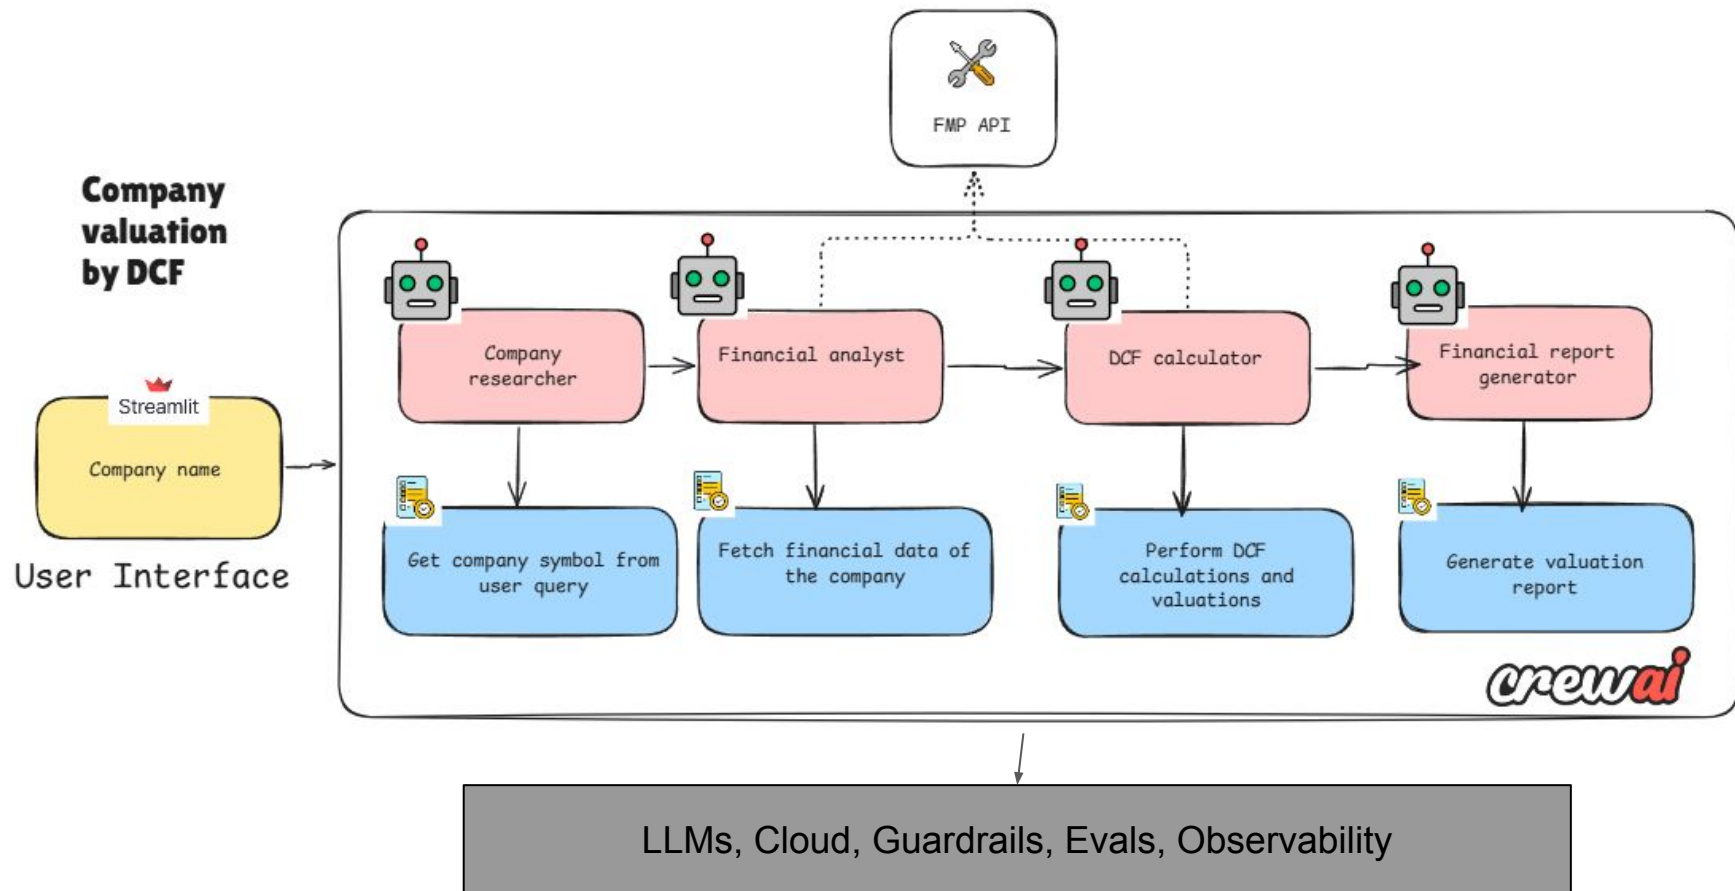 FMP API
Company
valuation
by DCF
Streamlit
Company name
User Interface
Company
researcher
Financial analyst
DCF calculator
Financial report
generator
Get company symbol from
user query
Fetch financial data of
the company
Perform DCF
calculations and
valuations
Generate valuation
report
crewai
LLMs, Cloud, Guardrails, Evals, Observability